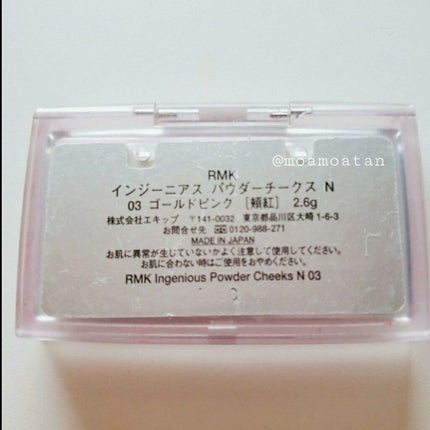 @moamoatan
RMK
インジーニアス パウダーチークス N
03 ゴールドピンク [頬紅] 2.6g
株式会社エキップ 〒141-0032 東京都品川区大崎1-6-3
お問合せ先 ☎0120-988-271
MADE IN JAPAN
お肌に異常が生じていないかよく注意して使用してください。
お肌に合わない時はご使用をおやめください。
RMK Ingenious Powder Cheeks N 03